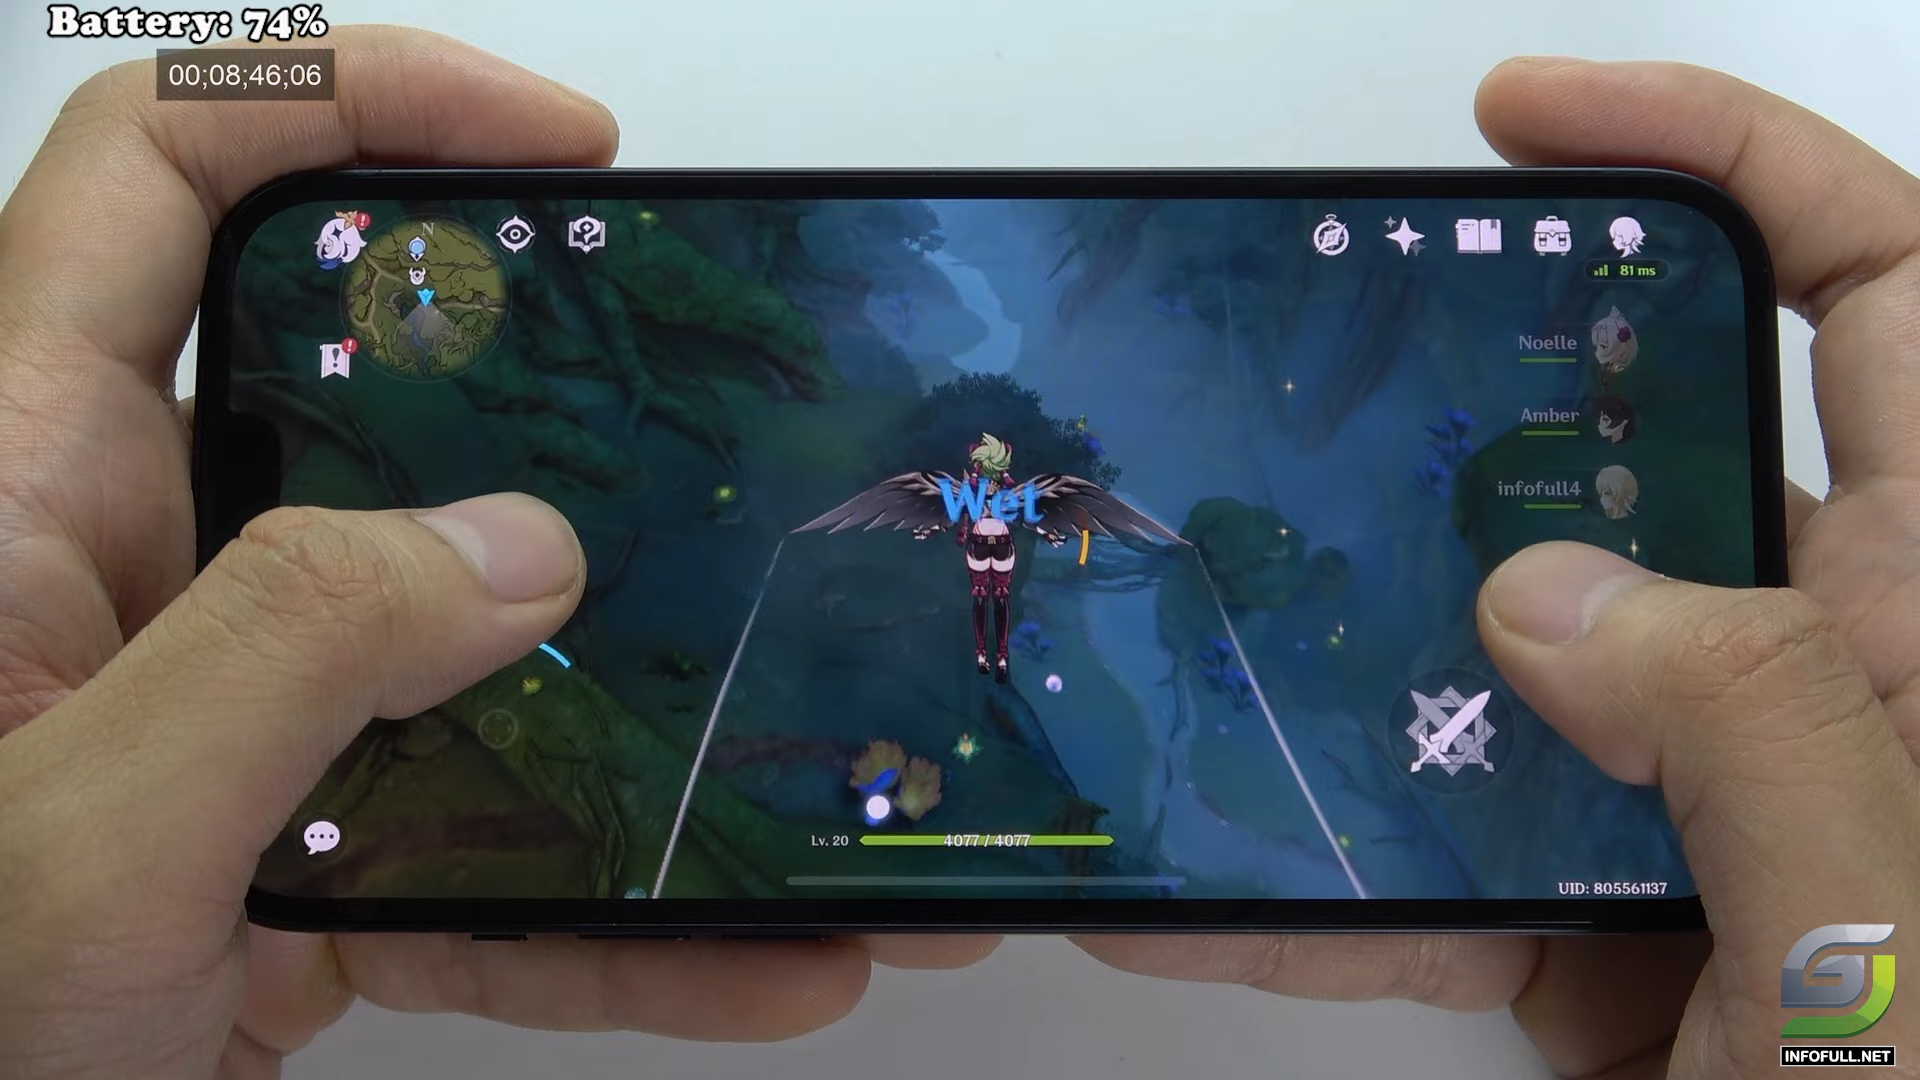 Battery: 74%
00;08;46;06
N
81 ms
Noelle
Amber
infofull4
Wet
Lv. 20
4077 / 4077
UID: 805561137
INFOFULL.NET